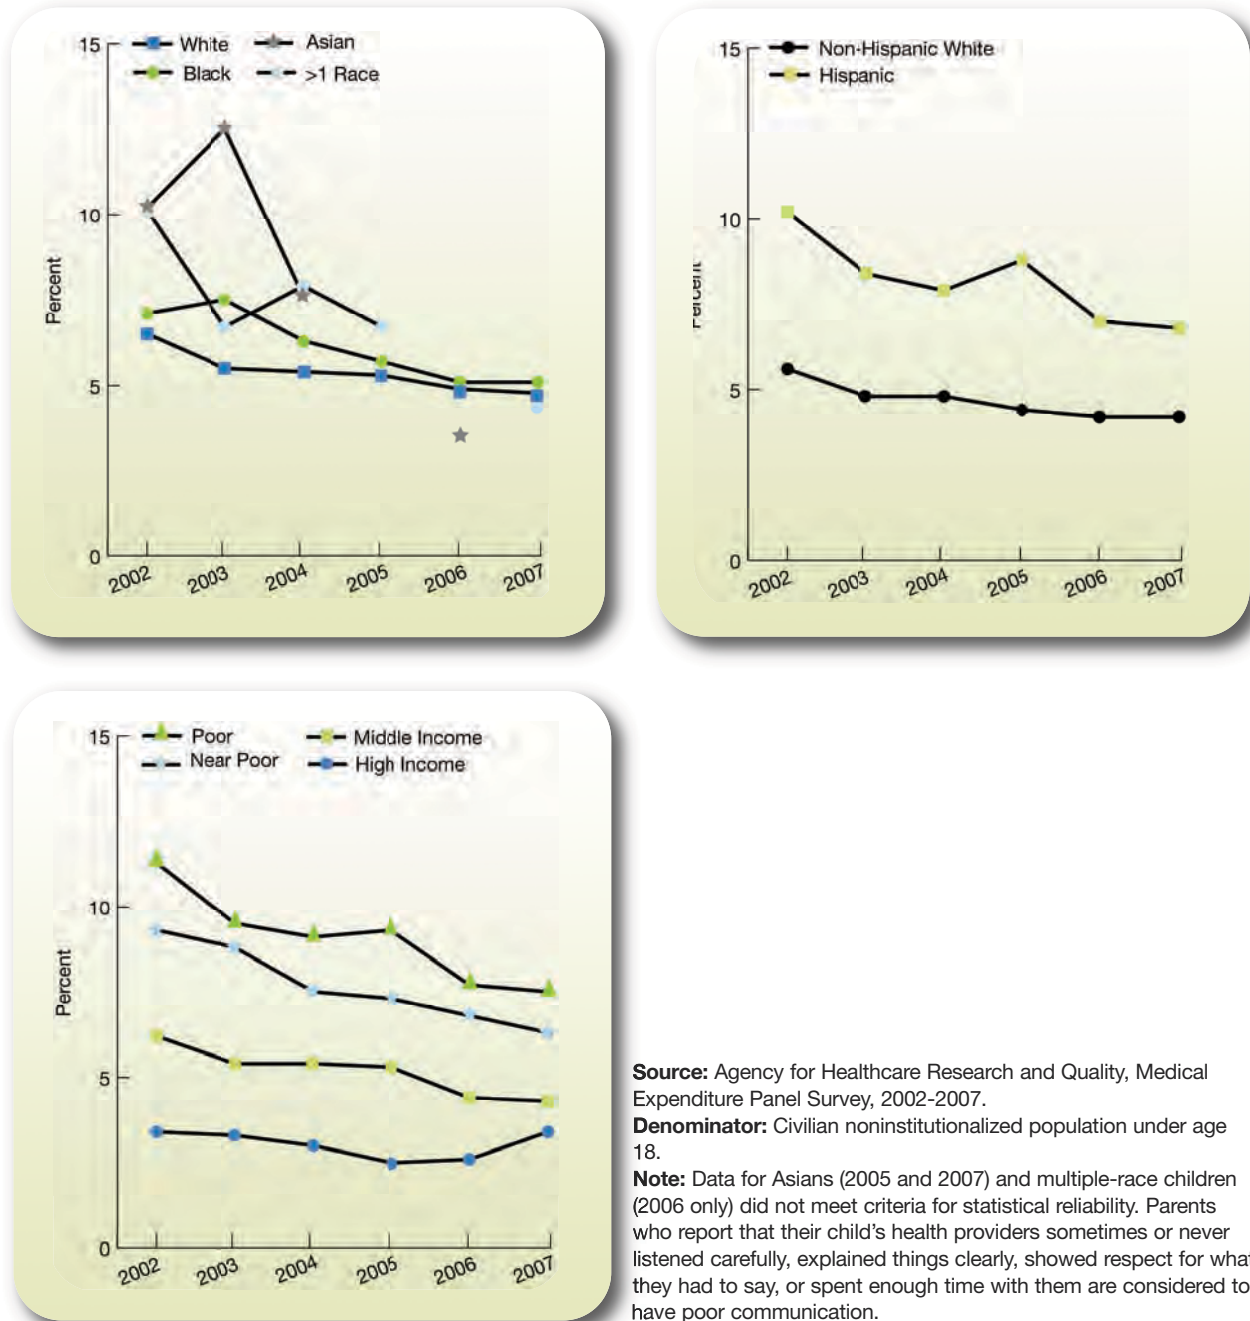 15
White
Asian
Black
>1 Race
10
Percent
5
0
2002
2003
2004
2005
2006
2007
15
Non-Hispanic White
Hispanic
10
Percent
5
0
2002
2003
2004
2005
2006
2007
15
Poor
Middle Income
Near Poor
High Income
10
Percent
5
0
2002
2003
2004
2005
2006
2007
Source: Agency for Healthcare Research and Quality, Medical
Expenditure Panel Survey, 2002-2007.
Denominator: Civilian noninstitutionalized population under age
18.
Note: Data for Asians (2005 and 2007) and multiple-race children
(2006 only) did not meet criteria for statistical reliability. Parents
who report that their child’s health providers sometimes or never
listened carefully, explained things clearly, showed respect for what
they had to say, or spent enough time with them are considered to
have poor communication.